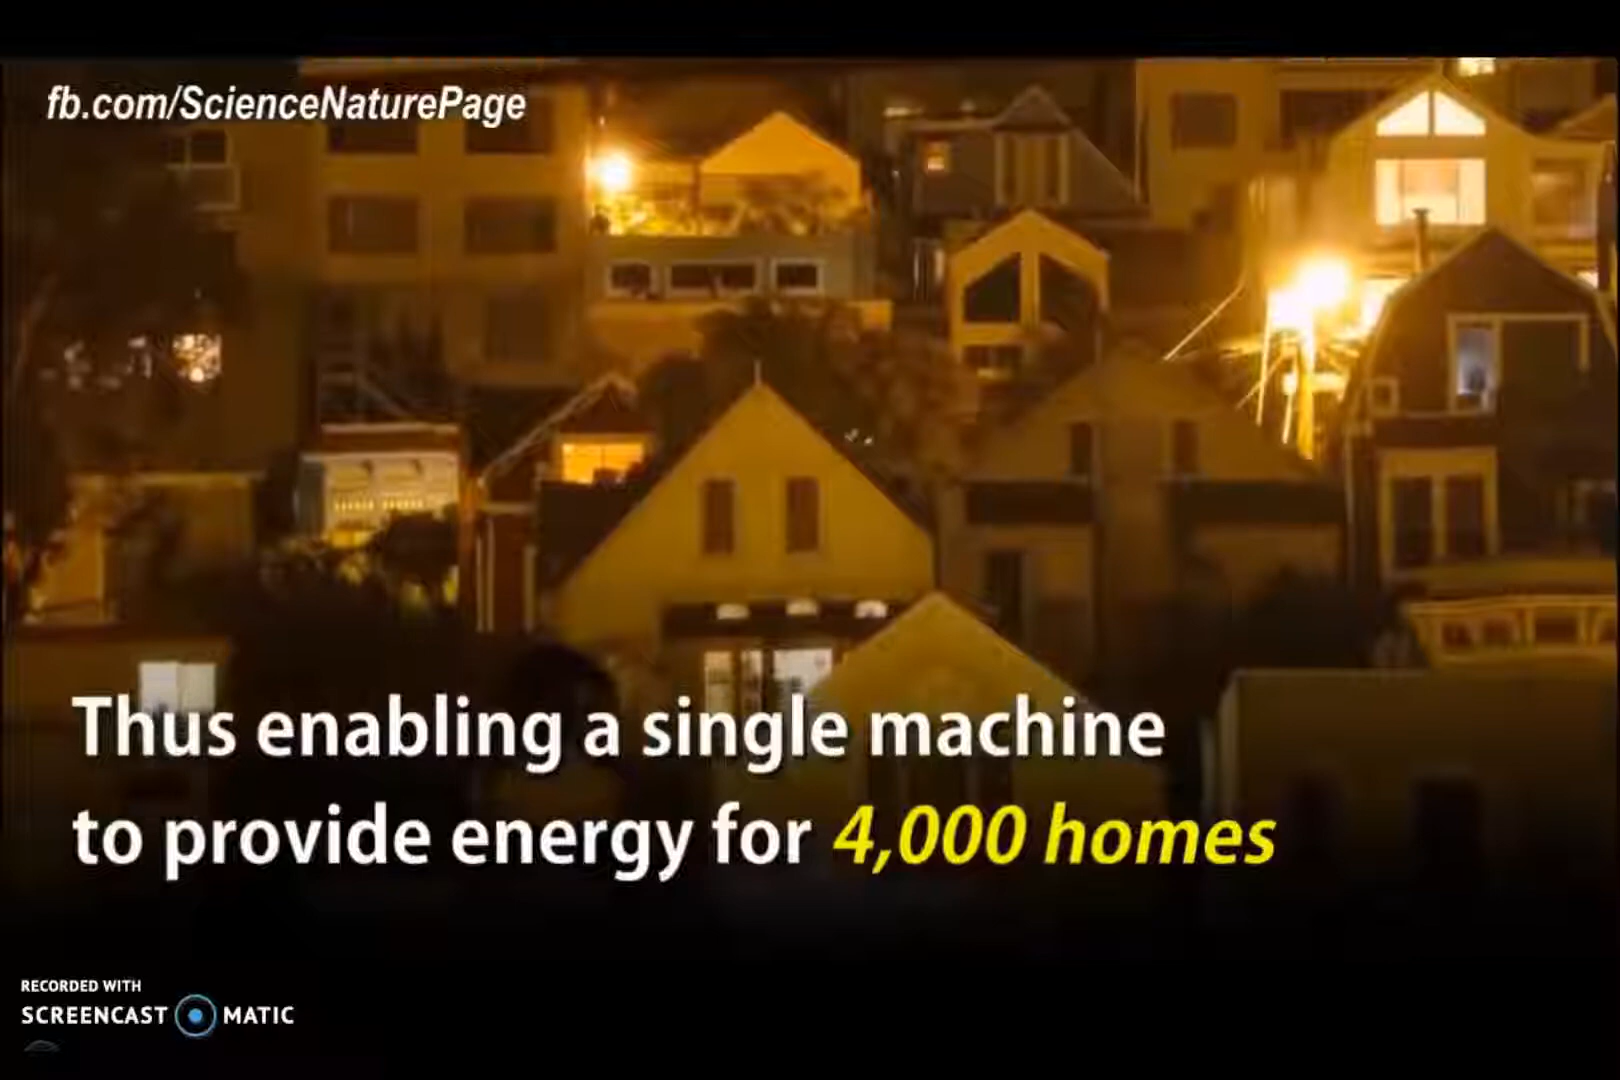 fb.com/ScienceNaturePage
Thus enabling a single machine
to provide energy for 4,000 homes
RECORDED WITH
SCREENCAST MATIC